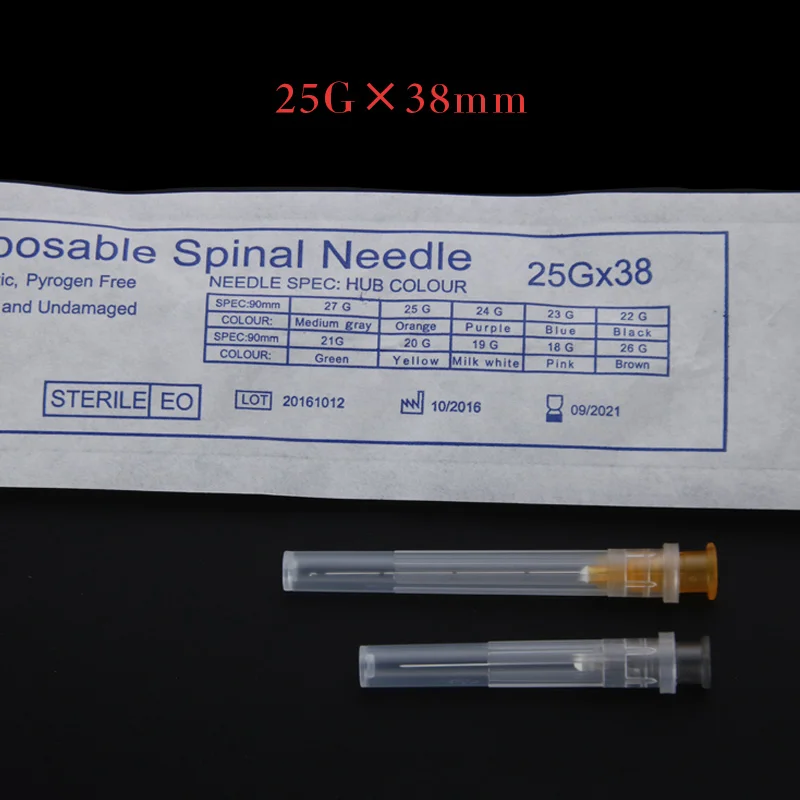 25G×38mm
posable Spinal Needle
25Gx38
ic, Pyrogen Free
NEEDLE SPEC: HUB COLOUR
and Undamaged
SPEC:90mm 27 G 25 G 24 G 23 G 22 G
COLOUR: Medium gray Orange Purple Blue Black
SPEC:90mm 21G 20 G 19 G 18 G 26 G
COLOUR: Green Yellow Milk white Pink Brown
STERILE EO LOT 20161012 10/2016 09/2021